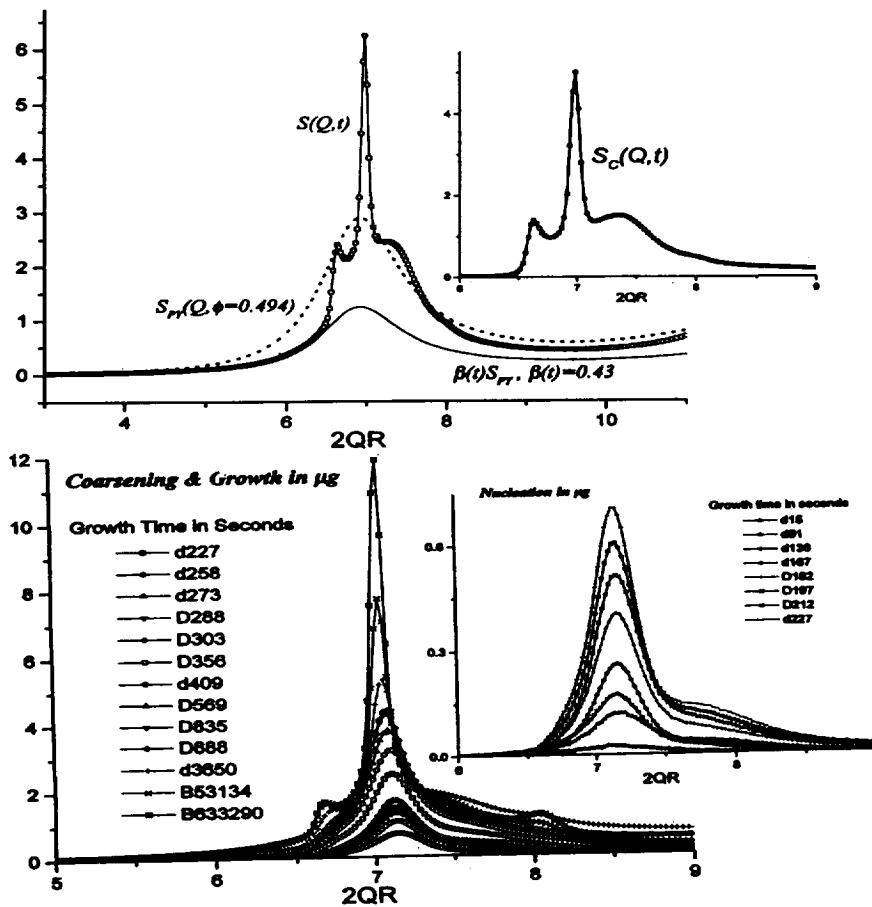 6
5
4
3
2
1
0
S(Q,t)
S_PY(Q,ϕ=0.494)
β(t)S_PY, β(t)=0.43
4
6
8
10
2QR
4
2
0
S_C(Q,t)
6
7
8
9
2QR
12
10
8
6
4
2
0
Coarsening & Growth in μg
Growth Time in Seconds
d227
d258
d273
D288
D303
D356
d409
D569
D635
D688
d3650
B53134
B633290
5
7
8
9
2QR
Nucleation in μg
Growth time in seconds
d15
d91
d136
d167
D182
D197
D212
d227
0.6
0.3
0.0
6
7
8
2QR